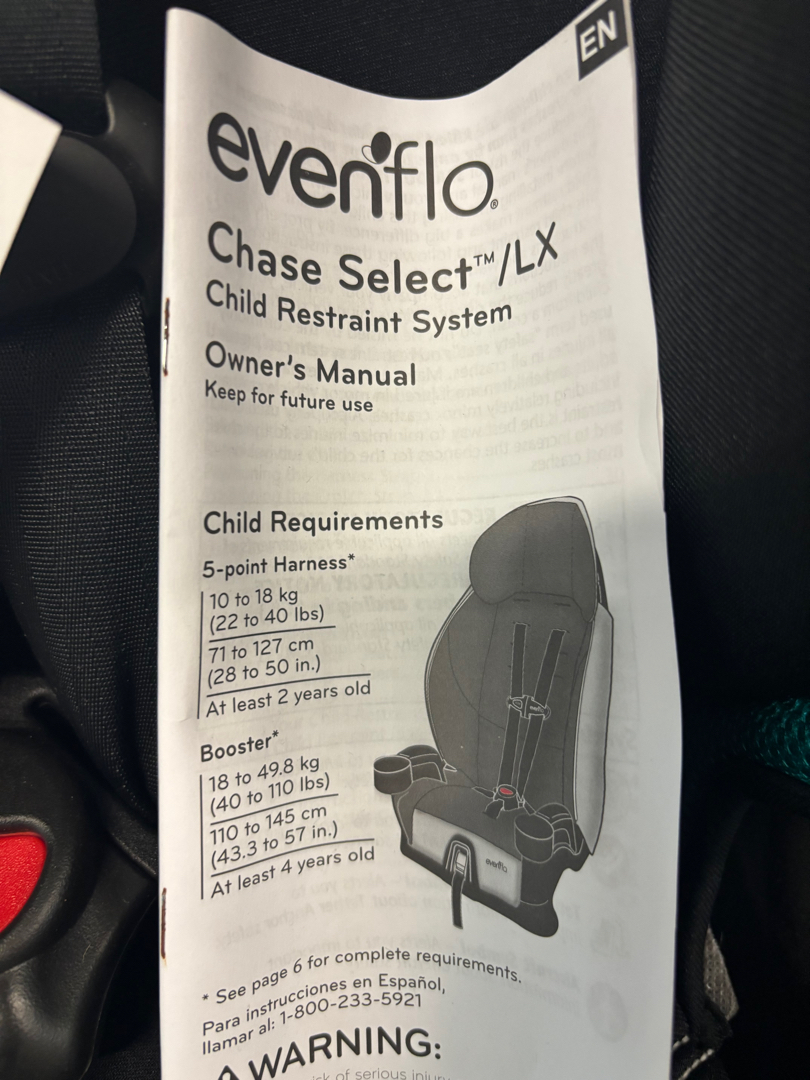 EN
evenflo®
Chase Select™/LX
Child Restraint System
Owner's Manual
Keep for future use
Child Requirements
5-point Harness*
10 to 18 kg
(22 to 40 lbs)
71 to 127 cm
(28 to 50 in.)
At least 2 years old
Booster*
18 to 49.8 kg
(40 to 110 lbs)
110 to 145 cm
(43.3 to 57 in.)
At least 4 years old
evenflo
* See page 6 for complete requirements.
Para instrucciones en Español,
llamar al: 1-800-233-5921
WARNING:
of serious